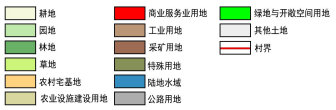 耕地
园地
林地
草地
农村宅基地
农业设施建设用地
商业服务业用地
工业用地
采矿用地
特殊用地
陆地水域
公路用地
绿地与开敞空间用地
其他土地
村界